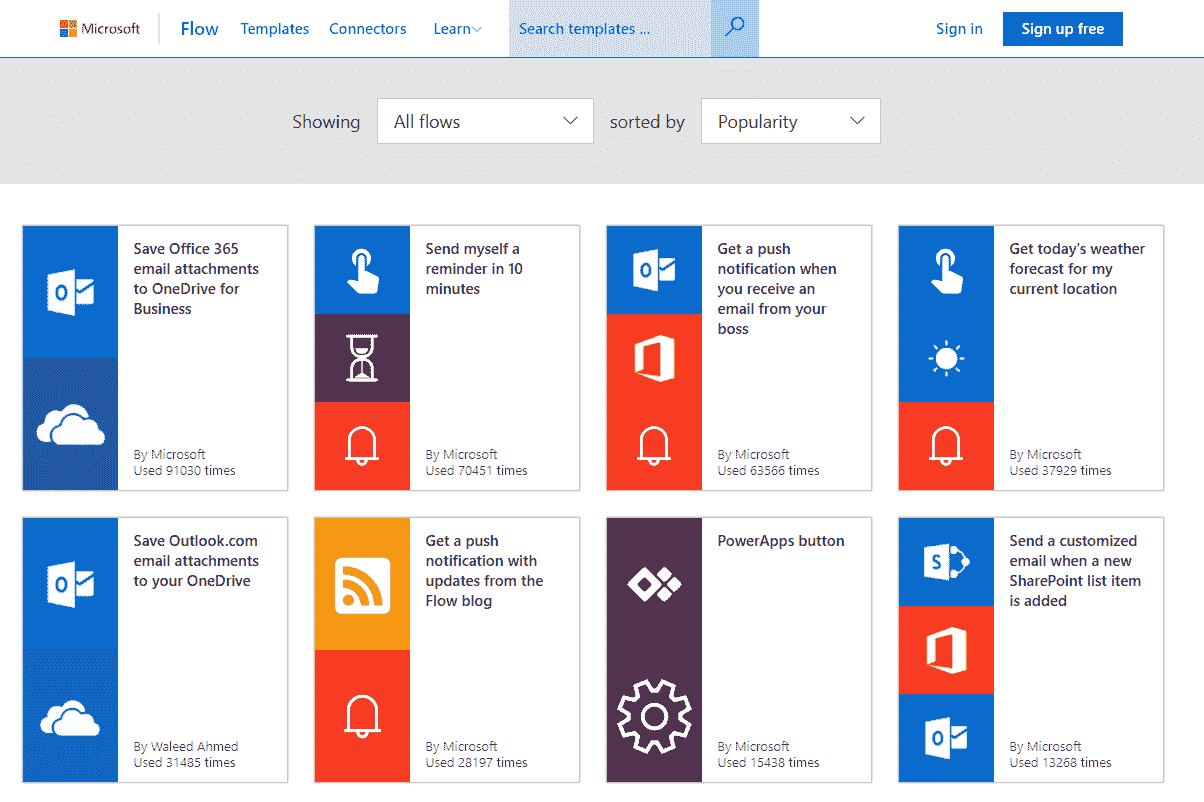 Microsoft Flow Templates Connectors Learn Search templates ... Sign in Sign up free
Showing All flows sorted by Popularity
Save Office 365
email attachments
to OneDrive for
Business
By Microsoft
Used 91030 times
Send myself a
reminder in 10
minutes
By Microsoft
Used 70451 times
Get a push
notification when
you receive an
email from your
boss
By Microsoft
Used 63566 times
Get today's weather
forecast for my
current location
By Microsoft
Used 37929 times
Save Outlook.com
email attachments
to your OneDrive
By Waleed Ahmed
Used 31485 times
Get a push
notification with
updates from the
Flow blog
By Microsoft
Used 28197 times
PowerApps button
By Microsoft
Used 15438 times
Send a customized
email when a new
SharePoint list item
is added
By Microsoft
Used 13268 times